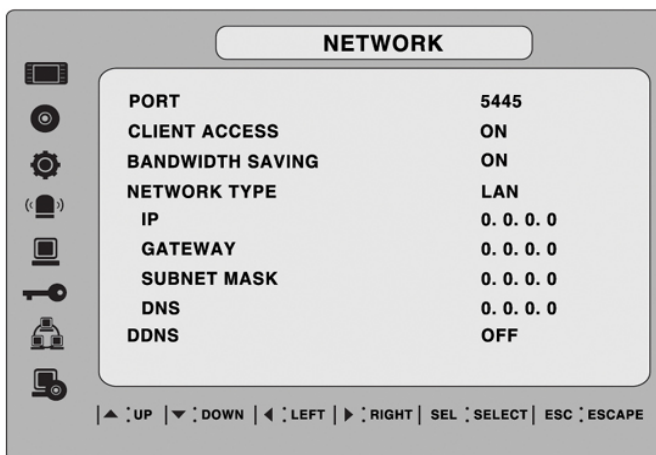 NETWORK
PORT 5445
CLIENT ACCESS ON
BANDWIDTH SAVING ON
NETWORK TYPE LAN
IP 0. 0. 0. 0
GATEWAY 0. 0. 0. 0
SUBNET MASK 0. 0. 0. 0
DNS 0. 0. 0. 0
DDNS OFF
▲ : UP | ▼ : DOWN | ◀ : LEFT | ▶ : RIGHT | SEL : SELECT | ESC : ESCAPE